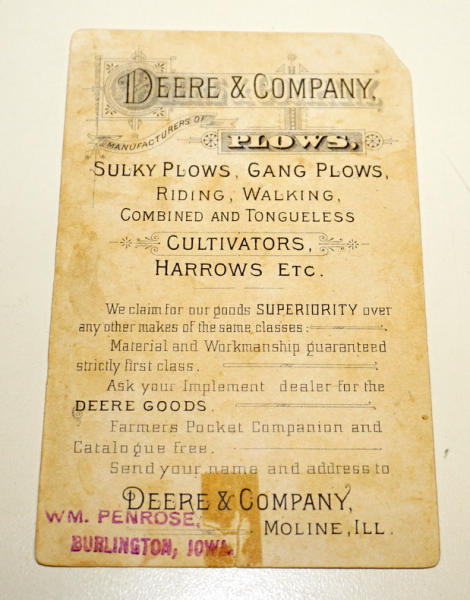 DEERE & COMPANY,
MANUFACTURERS OF
PLOWS,
SULKY PLOWS, GANG PLOWS,
RIDING, WALKING,
COMBINED AND TONGUELESS
CULTIVATORS,
HARROWS ETC.
We claim for our goods SUPERIORITY over
any other makes of the same classes:
Material and Workmanship guaranteed
strictly first class.
Ask your Implement dealer for the
DEERE GOODS.
Farmers Pocket Companion and
Catalogue free.
Send your name and address to
DEERE & COMPANY,
MOLINE, ILL.
WM. PENROSE,
BURLINGTON, IOWA.